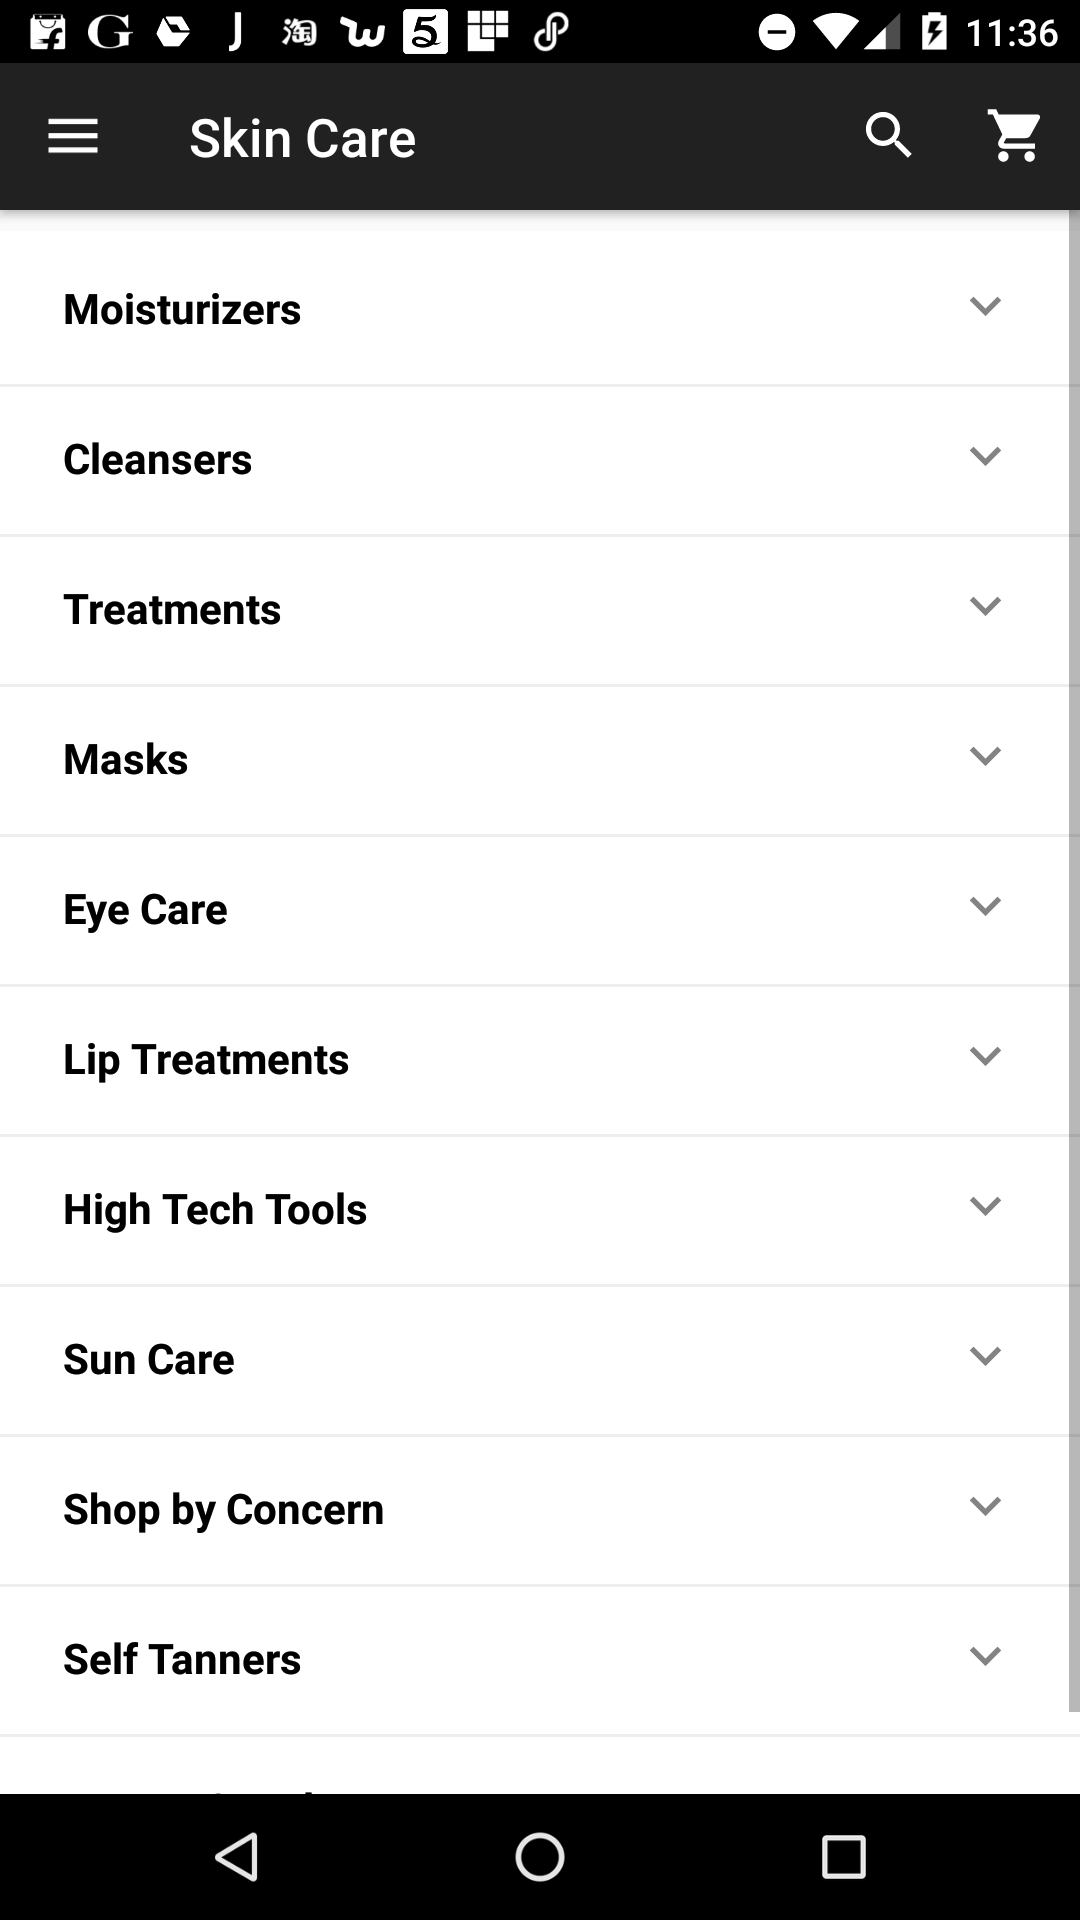 G J 淘 w 5 11:36
Skin Care
Moisturizers
Cleansers
Treatments
Masks
Eye Care
Lip Treatments
High Tech Tools
Sun Care
Shop by Concern
Self Tanners